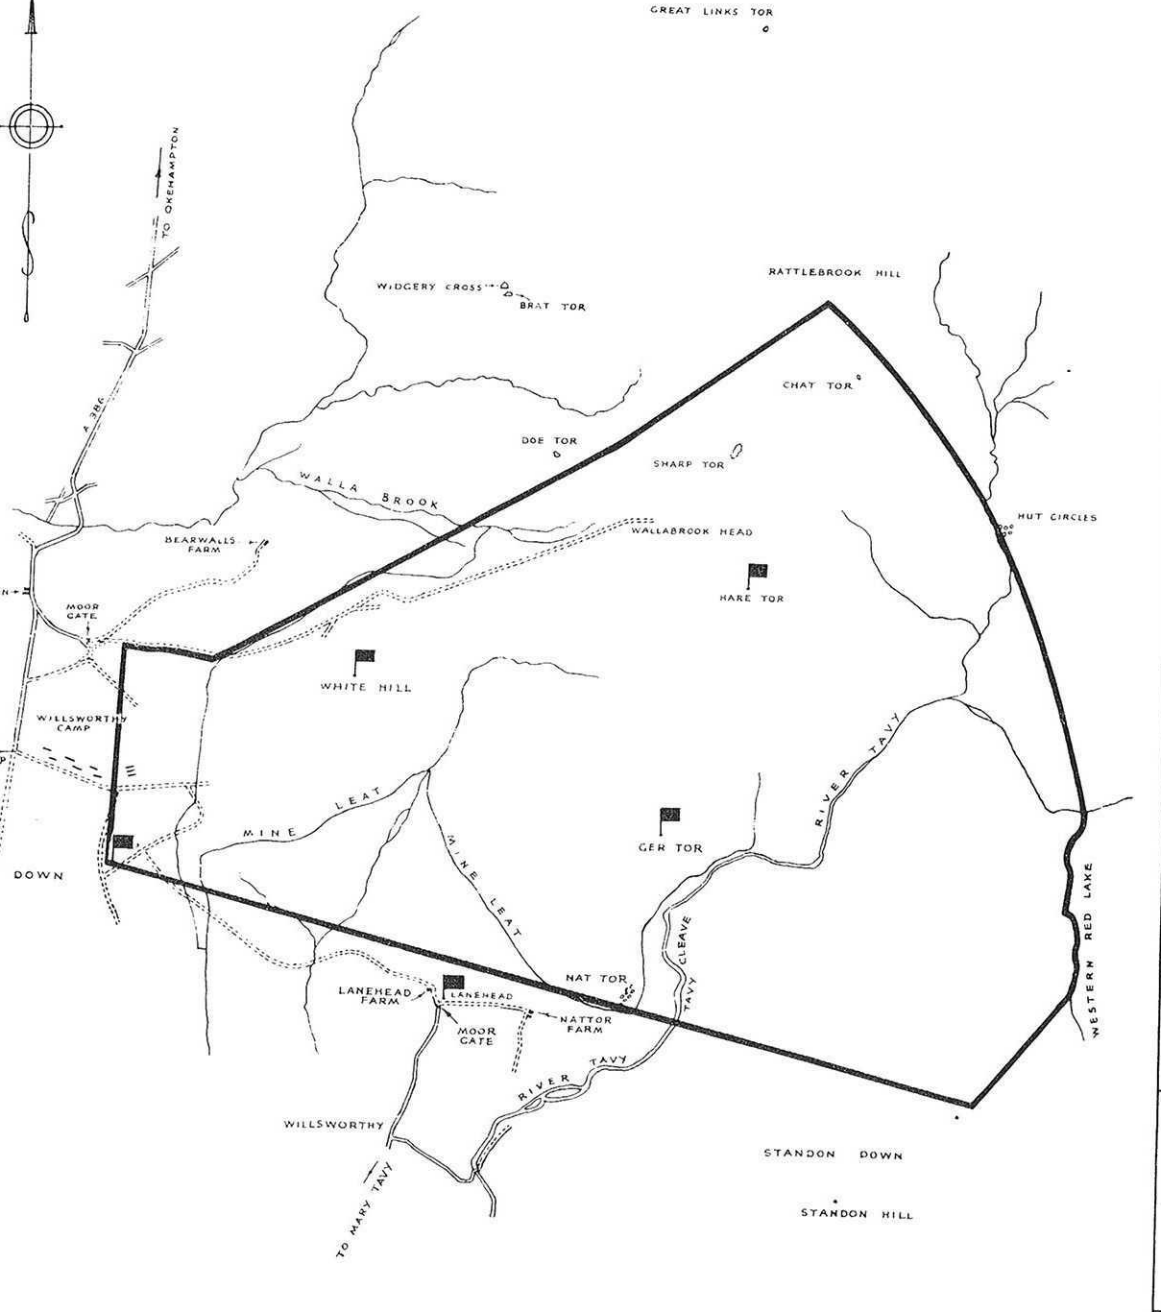 GREAT LINKS TOR
TO OKEHAMPTON
RATTLEBROOK HILL
WIDGERY CROSS
BRAT TOR
CHAT TOR
A 386
DOE TOR
SHARP TOR
WALLA BROOK
HUT CIRCLES
WALLABROOK HEAD
BEARWALLS
FARM
N
HARE TOR
MOOR
GATE
WHITE HILL
WILLSWORTHY
CAMP
RIVER TAVY
P
MINE LEAT
GER TOR
MINE LEAT
DOWN
WESTERN RED LAKE
TAVY CLEAVE
NAT TOR
LANEHEAD
FARM
LANEHEAD
NATTOR
FARM
MOOR
GATE
RIVER TAVY
WILLSWORTHY
STANDON DOWN
TO MARY TAVY
STANDON HILL